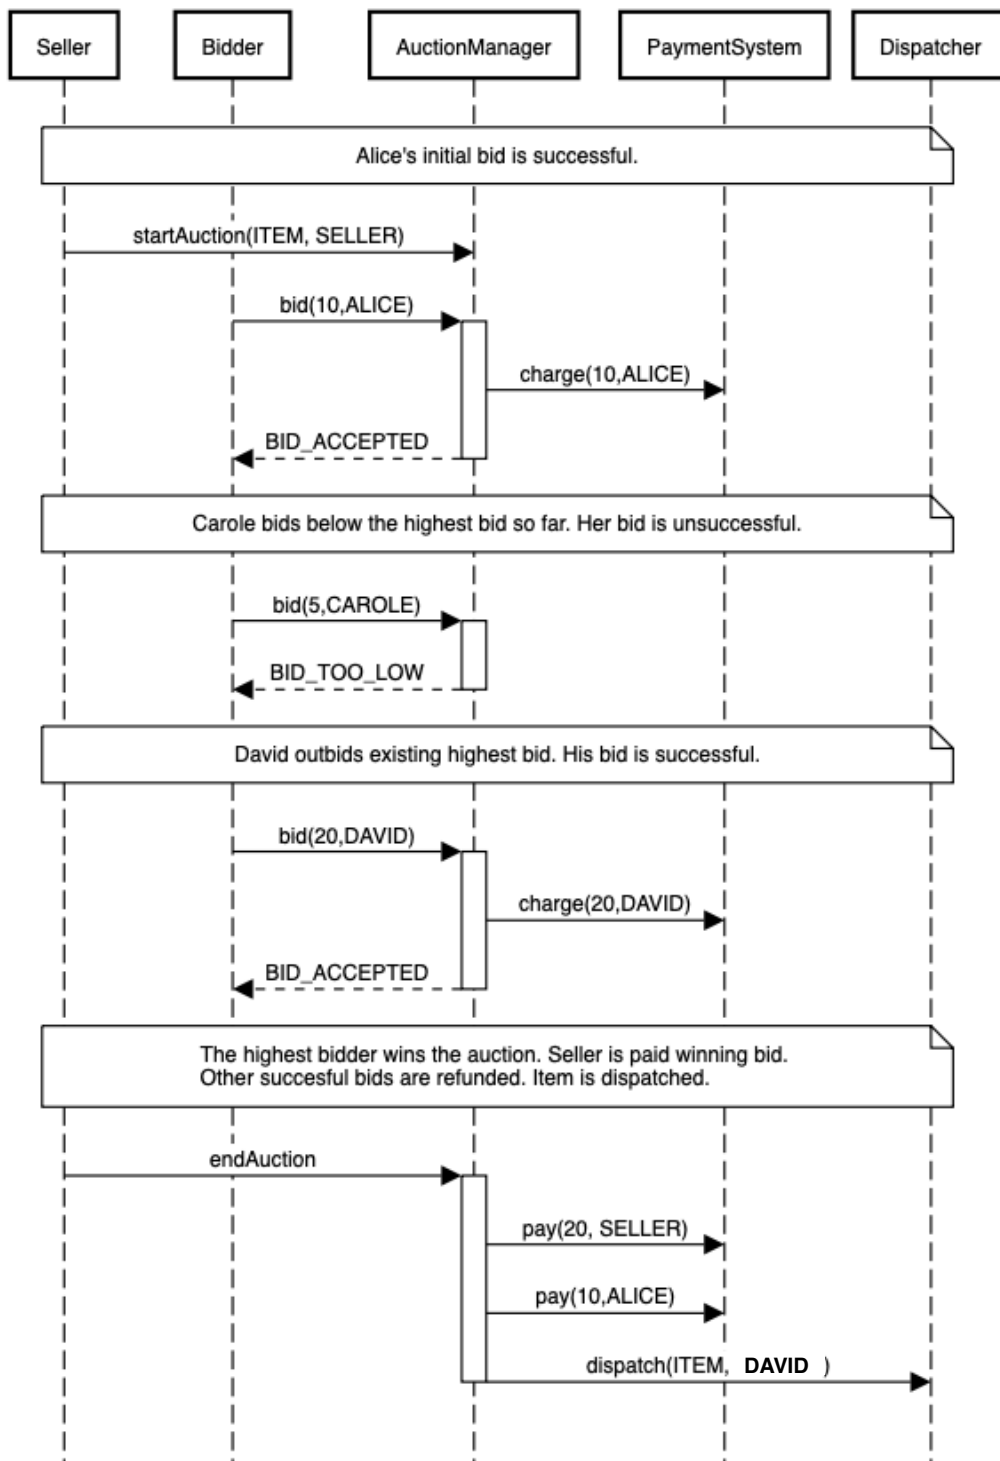 Seller
Bidder
AuctionManager
PaymentSystem
Dispatcher
Alice's initial bid is successful.
startAuction(ITEM, SELLER)
bid(10,ALICE)
charge(10,ALICE)
BID_ACCEPTED
Carole bids below the highest bid so far. Her bid is unsuccessful.
bid(5,CAROLE)
BID_TOO_LOW
David outbids existing highest bid. His bid is successful.
bid(20,DAVID)
charge(20,DAVID)
BID_ACCEPTED
The highest bidder wins the auction. Seller is paid winning bid.
Other succesful bids are refunded. Item is dispatched.
endAuction
pay(20, SELLER)
pay(10,ALICE)
dispatch(ITEM, DAVID )